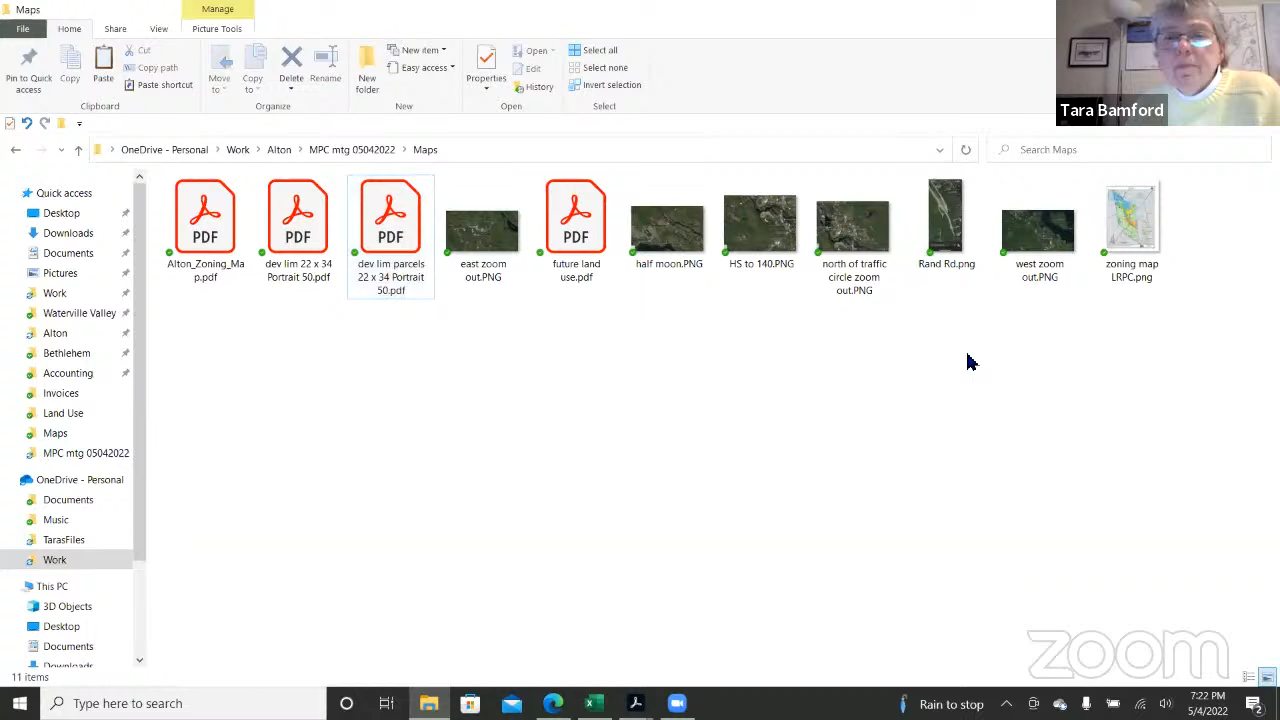 Maps
Manage
File
Home
Share
View
Picture Tools
Pin to Quick access
Copy
Paste
Cut
Copy path
Paste shortcut
Clipboard
Move to
Copy to
Delete
Rename
Organize
New folder
New item
Easy access
New
Properties
Open
Edit
History
Open
Select all
Select none
Invert selection
Select
Tara Bamford
OneDrive - Personal
Work
Alton
MPC mtg 05042022
Maps
Search Maps
Quick access
Desktop
Downloads
Documents
Pictures
Work
Waterville Valley
Alton
Bethlehem
Accounting
Invoices
Land Use
Maps
MPC mtg 05042022
OneDrive - Personal
Documents
Music
TarasFiles
Work
This PC
3D Objects
Desktop
Documents
Downloads
PDF
Alton_Zoning_Ma
p.pdf
PDF
dev lim 22 x 34
Portrait 50.pdf
PDF
dev lim parcels
22 x 34 Portrait
50.pdf
east zoom
out.PNG
PDF
future land
use.pdf
half moon.PNG
HS to 140.PNG
north of traffic
circle zoom
out.PNG
Rand Rd.png
west zoom
out.PNG
zoning map
LRPC.png
zoom
11 items
Type here to search
Rain to stop
7:22 PM
5/4/2022
2